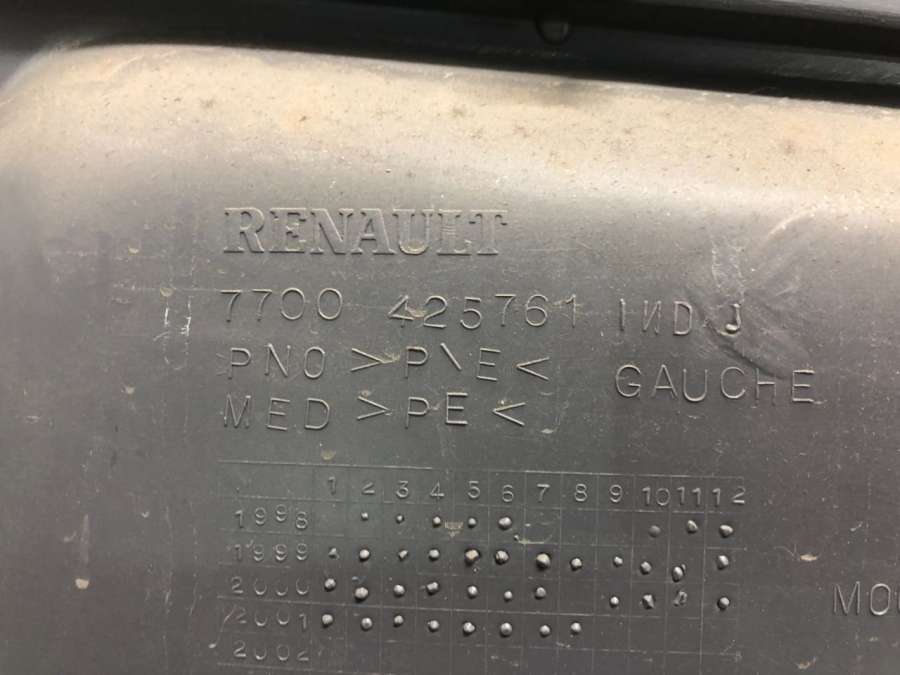 RENAULT
7700 425761 IND J
PNO >P\E< GAUCHE
MED >PE<
1 2 3 4 5 6 7 8 9 10 11 12
1998
1999
2000
2001
2002